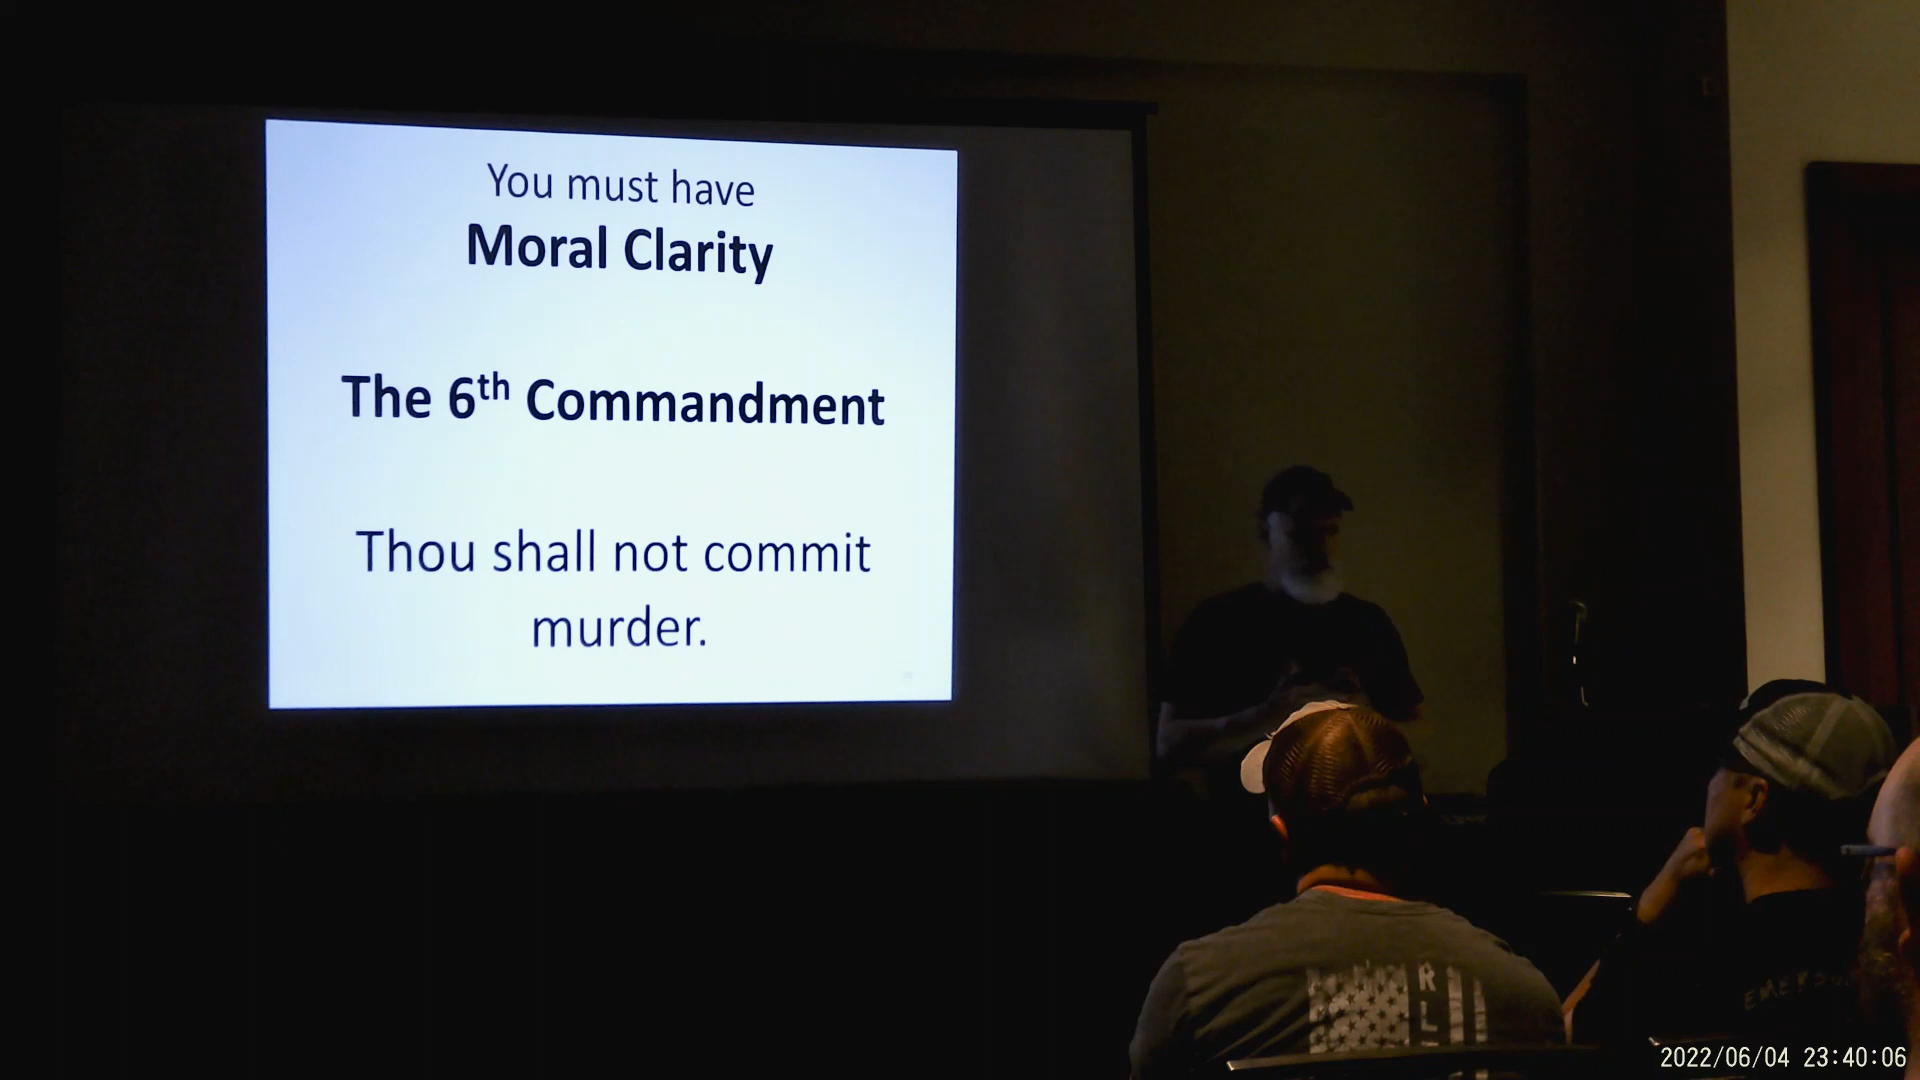 You must have
Moral Clarity
The 6th Commandment
Thou shall not commit
murder.
2022/06/04 23:40:06